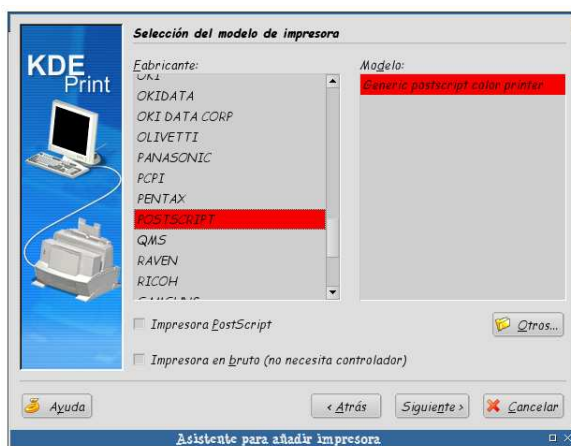 Selección del modelo de impresora
KDE
Print
Fabricante:
Modelo:
OKI
Generic postscript color printer
OKIDATA
OKI DATA CORP
OLIVETTI
PANASONIC
PCPI
PENTAX
POSTSCRIPT
QMS
RAVEN
RICOH
SAMSUNG
Impresora PostScript
Otros...
Impresora en bruto (no necesita controlador)
Ayuda
< Atrás
Siguiente >
Cancelar
Asistente para añadir impresora